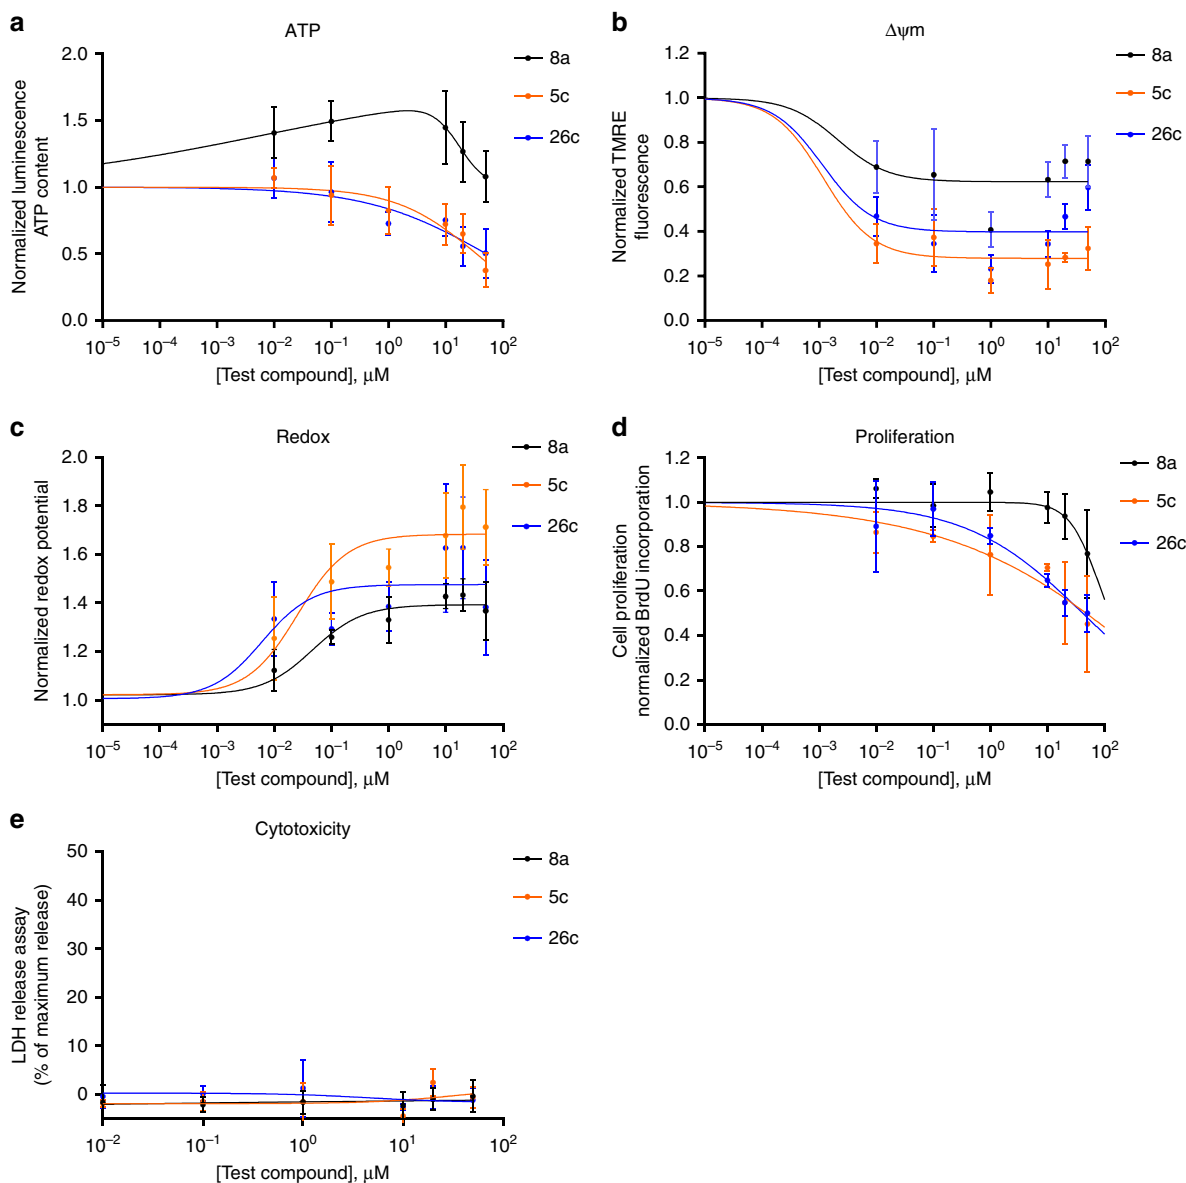 a
ATP
8a
5c
26c
Normalized luminescence
ATP content
2.0
1.5
1.0
0.5
0.0
10⁻⁵ 10⁻⁴ 10⁻³ 10⁻² 10⁻¹ 10⁰ 10¹ 10²
[Test compound], μM
b
Δψm
8a
5c
26c
Normalized TMRE
fluorescence
1.2
1.0
0.8
0.6
0.4
0.2
0.0
10⁻⁵ 10⁻⁴ 10⁻³ 10⁻² 10⁻¹ 10⁰ 10¹ 10²
[Test compound], μM
c
Redox
8a
5c
26c
Normalized redox potential
2.0
1.8
1.6
1.4
1.2
1.0
10⁻⁵ 10⁻⁴ 10⁻³ 10⁻² 10⁻¹ 10⁰ 10¹ 10²
[Test compound], μM
d
Proliferation
8a
5c
26c
Cell proliferation
normalized BrdU incorporation
1.2
1.0
0.8
0.6
0.4
0.2
0.0
10⁻⁵ 10⁻⁴ 10⁻³ 10⁻² 10⁻¹ 10⁰ 10¹ 10²
[Test compound], μM
e
Cytotoxicity
8a
5c
26c
LDH release assay
(% of maximum release)
50
40
30
20
10
0
10⁻² 10⁻¹ 10⁰ 10¹ 10²
[Test compound], μM